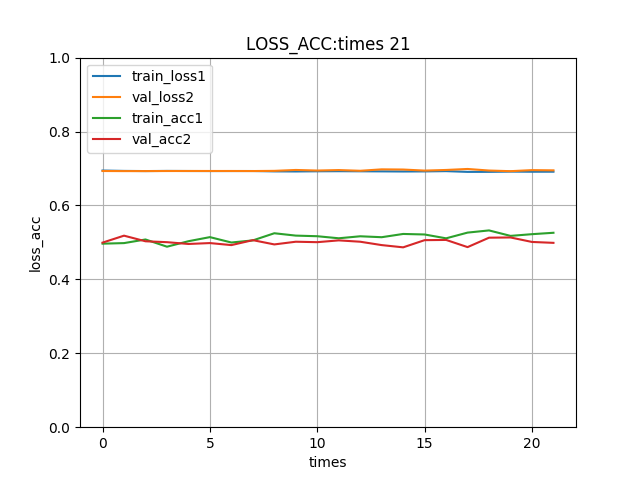 LOSS_ACC:times 21
1.0
0.8
0.6
0.4
0.2
0.0
loss_acc
train_loss1
val_loss2
train_acc1
val_acc2
0 5 10 15 20
times